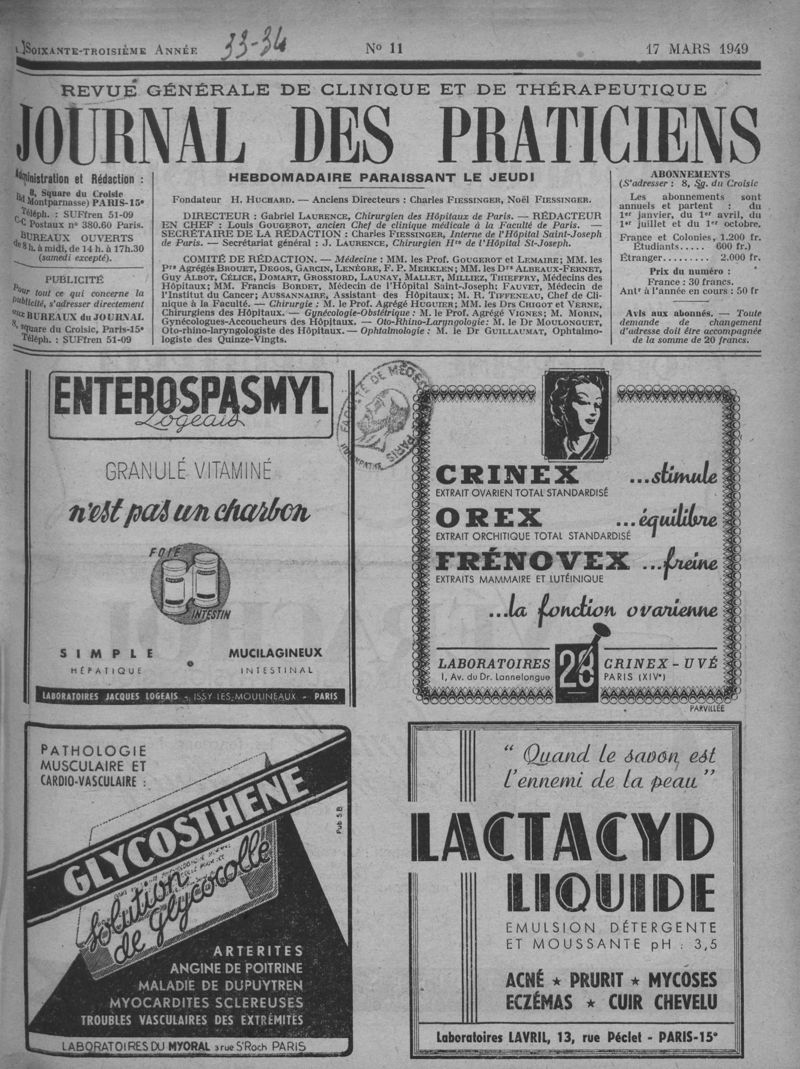 SOIXANTE-TROISIÈME ANNÉE 33-34 Nº 11 17 MARS 1949
REVUE GÉNÉRALE DE CLINIQUE ET DE THÉRAPEUTIQUE
JOURNAL DES PRATICIENS
Administration et Rédaction :
8, Square du Croisic
(Bd Montparnasse) PARIS-15e
Téléph. : SUFfren 51-09
C-C Postaux nº 380.60 Paris.
BUREAUX OUVERTS
de 8 h. à midi, de 14 h. à 17h.30
(samedi excepté).
PUBLICITÉ
Pour tout ce qui concerne la
publicité, s'adresser directement
aux BUREAUX du JOURNAL
8, square du Croisic, Paris-15e
Téléph. : SUFfren 51-09
HEBDOMADAIRE PARAISSANT LE JEUDI
Fondateur H. HUCHARD. — Anciens Directeurs : Charles FIESSINGER, Noël FIESSINGER.
DIRECTEUR : Gabriel LAURENCE, Chirurgien des Hôpitaux de Paris. — RÉDACTEUR
EN CHEF : Louis GOUGEROT, ancien Chef de clinique médicale à la Faculté de Paris. —
SECRÉTAIRE DE LA RÉDACTION : Charles FIESSINGER, Interne de l'Hôpital Saint-Joseph
de Paris. — Secrétariat général : J. LAURENCE, Chirurgien Hre de l'Hôpital St-Joseph.
COMITÉ DE RÉDACTION. — Médecine : MM. les Prof. GOUGEROT et LEMAIRE; MM. les
Prs Agrégés BROUET, DEGOS, GARCIN, LENÈGRE, F. P. MERKLEN; MM. les Drs ALBEAUX-FERNET,
GUY ALBOT, CÉLICE, DOMART, GROSSIORD, LAUNAY, MALLET, MILLIEZ, THIEFFRY, Médecins des
Hôpitaux; MM. FRANCIS BORDET, Médecin de l'Hôpital Saint-Joseph; FAUVET, Médecin de
l'Institut du Cancer; AUSSANNAIRE, Assistant des Hôpitaux; M. R. TIFFENEAU, Chef de Cli-
nique à la Faculté. — Chirurgie : M. le Prof. Agrégé HUGUIER; MM. les Drs CHIGOT et VERNE,
Chirurgiens des Hôpitaux. — Gynécologie-Obstétrique : M. le Prof. Agrégé VIGNES; M. MORIN,
Gynécologues-Accoucheurs des Hôpitaux. — Oto-Rhino-Laryngologie : M. le Dr MOULONGUET,
Oto-rhino-laryngologiste des Hôpitaux. — Ophtalmologie : M. le Dr GUILLAUMAT, Ophtalmo-
logiste des Quinze-Vingts.
ABONNEMENTS
(S'adresser : 8, Sq. du Croisic
Les abonnements sont
annuels et partent : du
1er janvier, du 1er avril, du
1er juillet et du 1er octobre.
France et Colonies, 1.200 fr.
Étudiants...... 600 fr.)
Étranger......... 2.000 fr.
Prix du numéro :
France : 30 francs.
Antr à l'année en cours : 50 fr
Avis aux abonnés. — Toute
demande de changement
d'adresse doit être accompagnée
de la somme de 20 francs.
FACULTÉ DE MÉDECINE PARIS
ENTEROSPASMYL
Logeais
GRANULÉ VITAMINÉ
n'est pas un charbon
FOIE
INTESTIN
SIMPLE
HÉPATIQUE
MUCILAGINEUX
INTESTINAL
LABORATOIRES JACQUES LOGEAIS - ISSY-LES-MOULINEAUX - PARIS
CRINEX ...stimule
EXTRAIT OVARIEN TOTAL STANDARDISÉ
OREX ...équilibre
EXTRAIT ORCHITIQUE TOTAL STANDARDISÉ
FRÉNOVEX ...freine
EXTRAITS MAMMAIRE ET LUTÉINIQUE
...la fonction ovarienne
LABORATOIRES CRINEX - UVÉ
1, Av. du Dr. Lannelongue PARIS (XIVe)
PARVILLÉE
PATHOLOGIE
MUSCULAIRE ET
CARDIO-VASCULAIRE :
GLYCOSTHÈNE
Solution
de glycocolle
Pub S.B
ARTERITES
ANGINE DE POITRINE
MALADIE DE DUPUYTREN
MYOCARDITES SCLEREUSES
TROUBLES VASCULAIRES DES EXTRÉMITÉS
LABORATOIRES DU MYORAL 3 rue St Roch PARIS
“ Quand le savon est
l'ennemi de la peau ”
LACTACYD
LIQUIDE
EMULSION DÉTERGENTE
ET MOUSSANTE pH : 3,5
ACNÉ ★ PRURIT ★ MYCOSES
ECZÉMAS ★ CUIR CHEVELU
Laboratoires LAVRIL, 13, rue Péclet - PARIS-15e